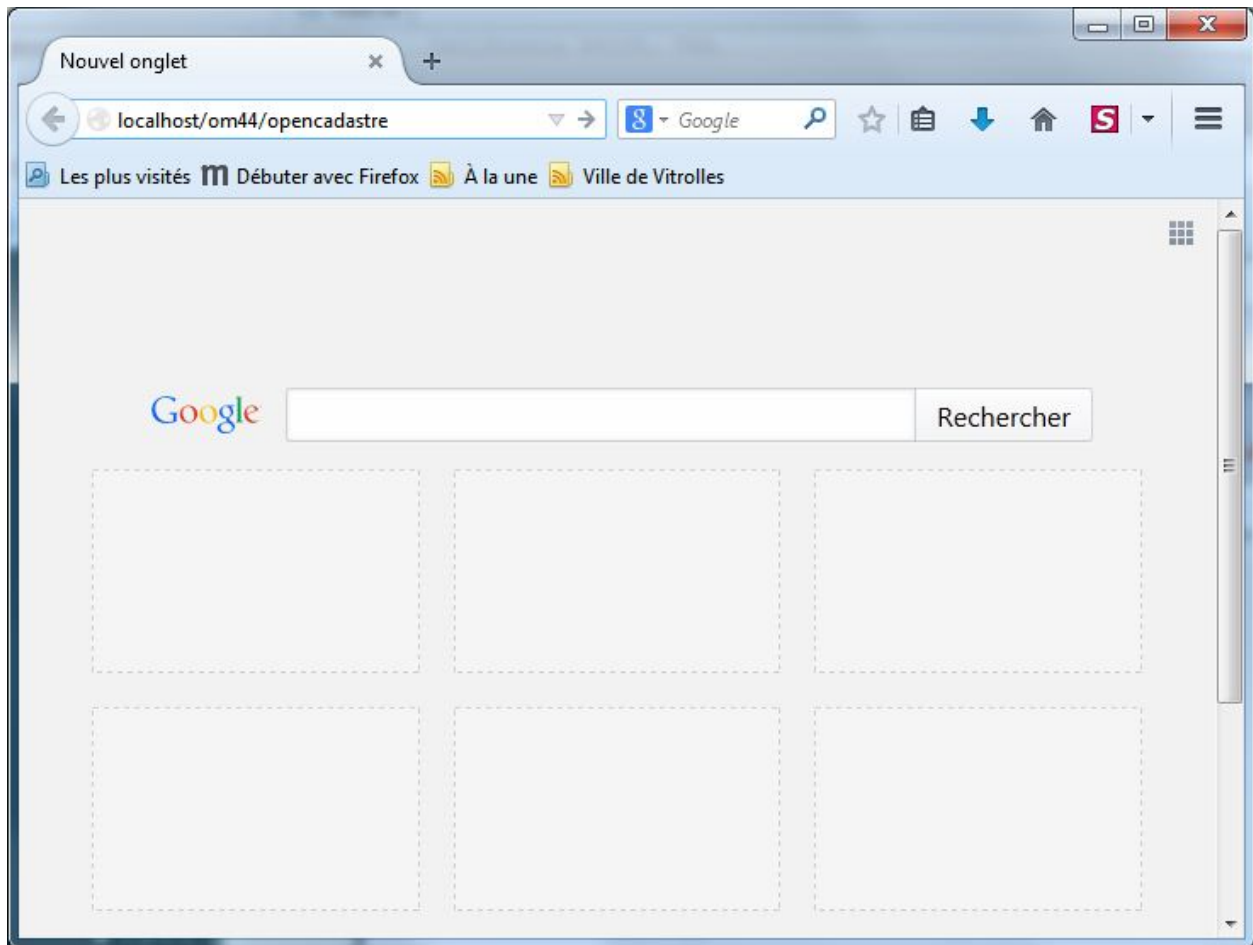 Nouvel onglet
localhost/om44/opencadastre
8 Google
S
Les plus visités m Débuter avec Firefox À la une Ville de Vitrolles
Google Rechercher